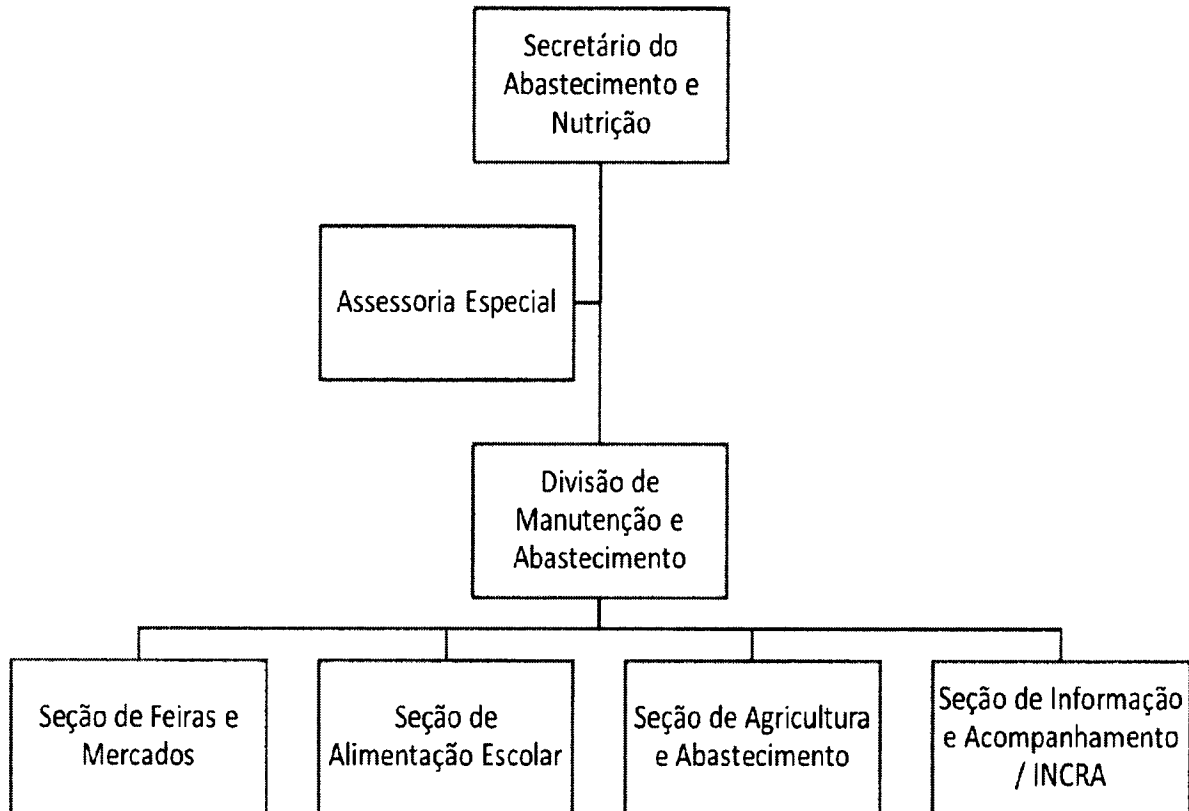 Secretário do
Abastecimento e
Nutrição
Assessoria Especial
Divisão de
Manutenção e
Abastecimento
Seção de Feiras e
Mercados
Seção de
Alimentação Escolar
Seção de Agricultura
e Abastecimento
Seção de Informação
e Acompanhamento
/ INCRA